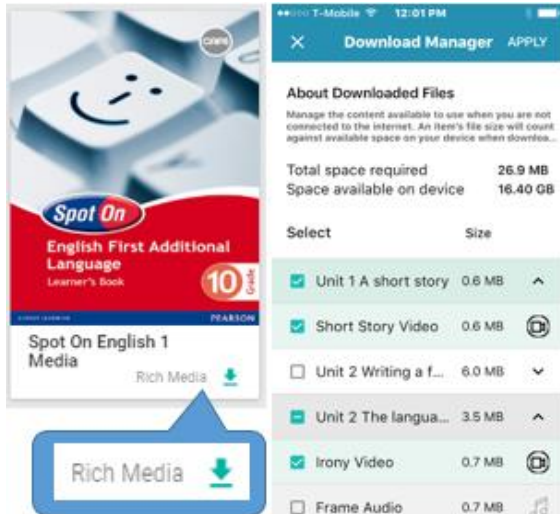 CAPS
Spot On
English First Additional
Language
Learner's Book
10 Grade
PEARSON
Spot On English 1
Media
Rich Media
Rich Media
T-Mobile 12:01 PM
Download Manager APPLY
About Downloaded Files
Manage the content available to use when you are not
connected to the internet. An item's file size will count
against available space on your device when downloa...
Total space required 26.9 MB
Space available on device 16.40 GB
Select Size
Unit 1 A short story 0.6 MB
Short Story Video 0.6 MB
Unit 2 Writing a f... 6.0 MB
Unit 2 The langua... 3.5 MB
Irony Video 0.7 MB
Frame Audio 0.7 MB